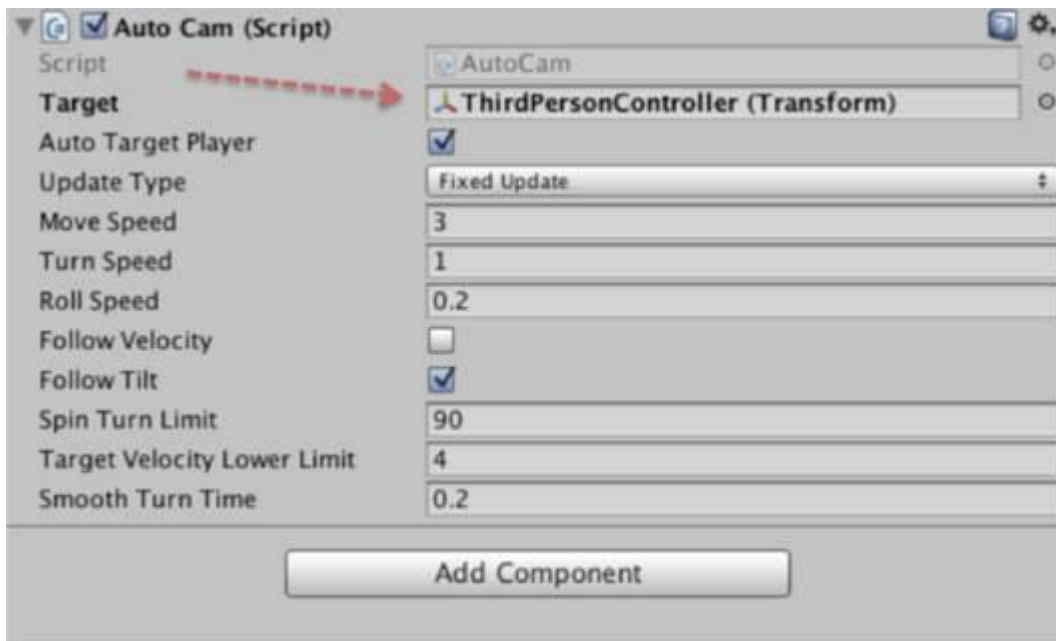 Auto Cam (Script)
Script AutoCam
Target ThirdPersonController (Transform)
Auto Target Player
Update Type Fixed Update
Move Speed 3
Turn Speed 1
Roll Speed 0.2
Follow Velocity
Follow Tilt
Spin Turn Limit 90
Target Velocity Lower Limit 4
Smooth Turn Time 0.2
Add Component